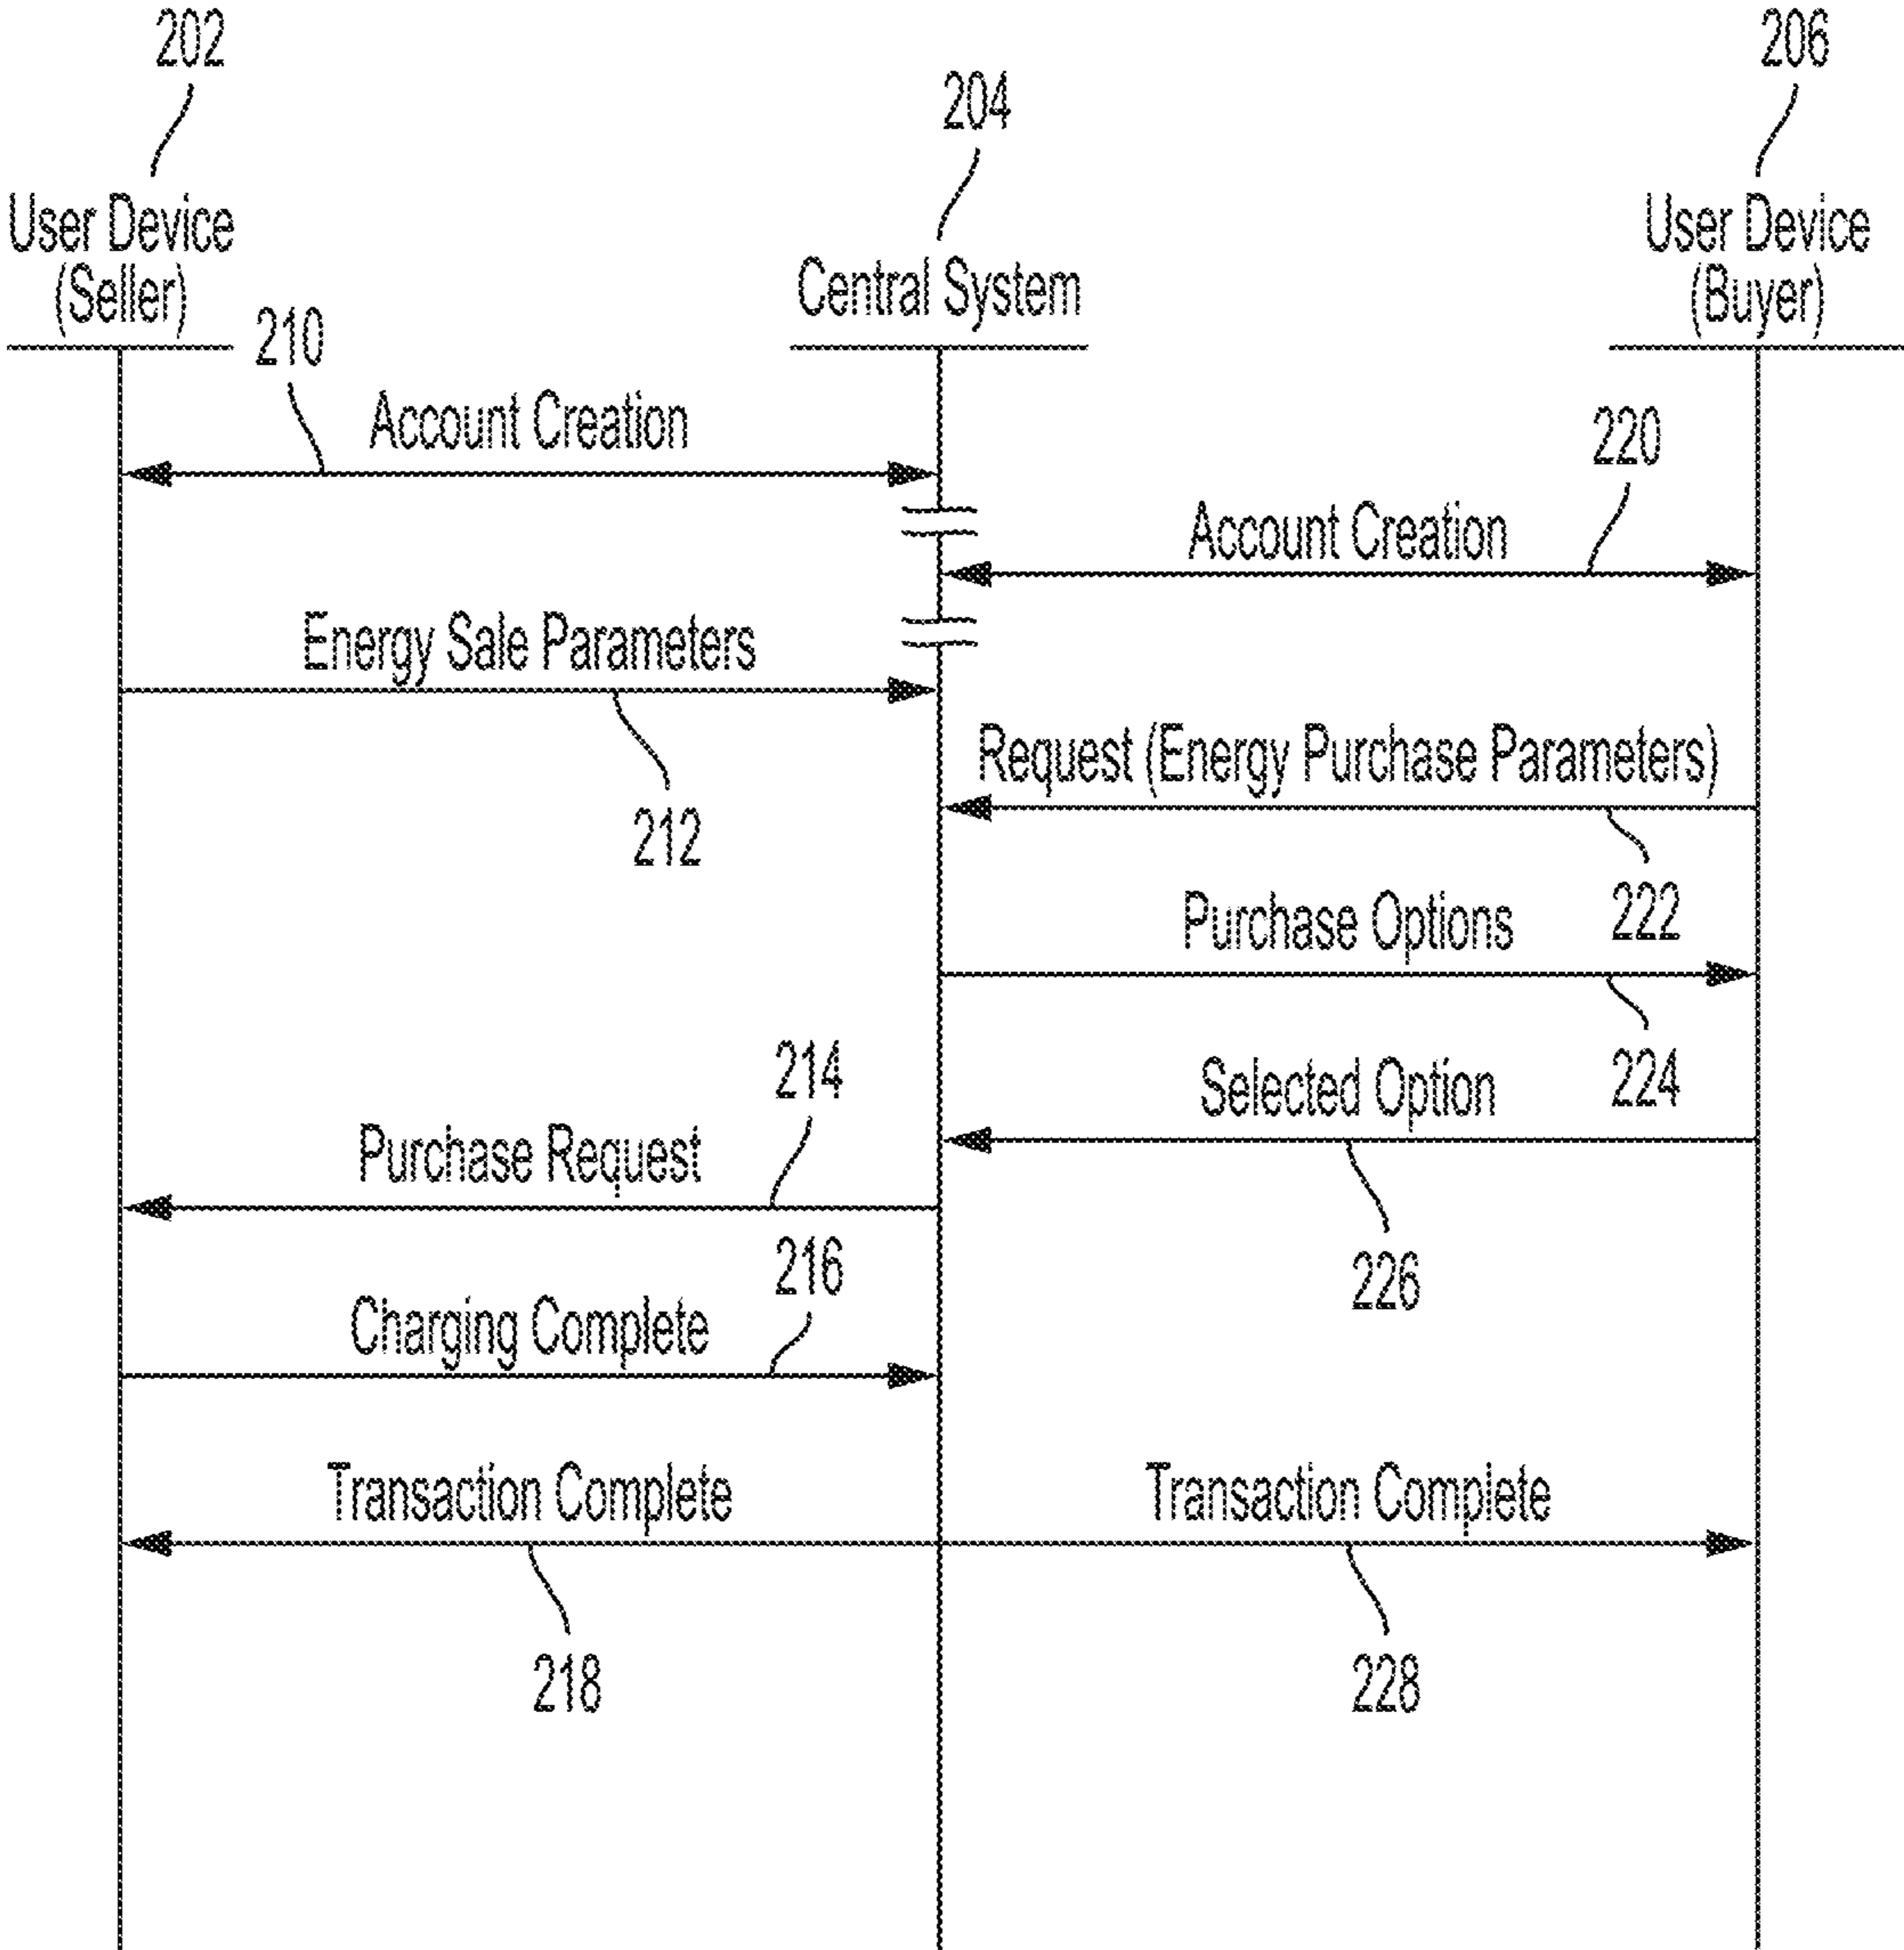 202
206
204
User Device
(Seller)
Central System
User Device
(Buyer)
210
Account Creation
220
Account Creation
Energy Sale Parameters
212
Request (Energy Purchase Parameters)
222
Purchase Options
224
214
Selected Option
Purchase Request
226
216
Charging Complete
Transaction Complete
Transaction Complete
218
228